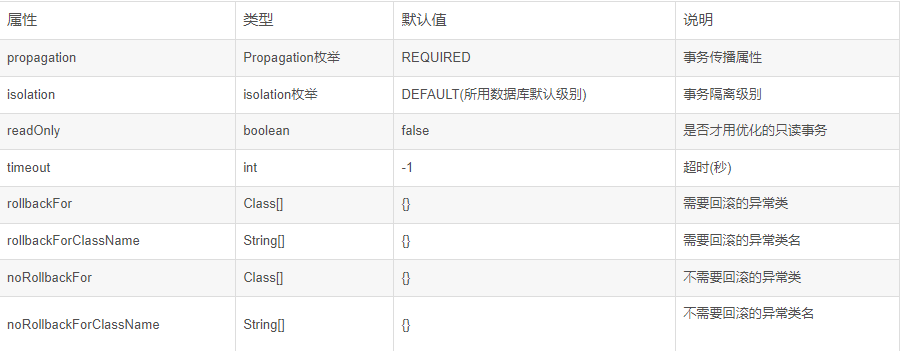 属性 类型 默认值 说明
propagation Propagation枚举 REQUIRED 事务传播属性
isolation isolation枚举 DEFAULT(所用数据库默认级别) 事务隔离级别
readOnly boolean false 是否才用优化的只读事务
timeout int -1 超时(秒)
rollbackFor Class[] {} 需要回滚的异常类
rollbackForClassName String[] {} 需要回滚的异常类名
noRollbackFor Class[] {} 不需要回滚的异常类
noRollbackForClassName String[] {} 不需要回滚的异常类名